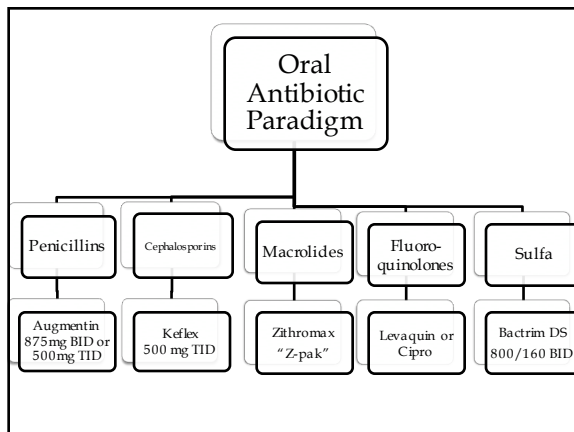 Oral
Antibiotic
Paradigm
Penicillins
Cephalosporins
Macrolides
Fluoro-
quinolones
Sulfa
Augmentin
875mg BID or
500mg TID
Keflex
500 mg TID
Zithromax
“Z-pak”
Levaquin or
Cipro
Bactrim DS
800/160 BID